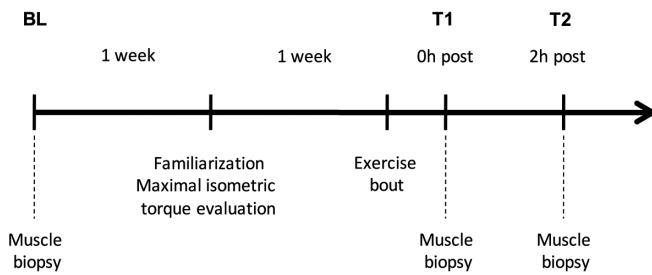 BL
T1
T2
1 week
1 week
0h post
2h post
Familiarization
Maximal isometric
torque evaluation
Exercise
bout
Muscle
biopsy
Muscle
biopsy
Muscle
biopsy